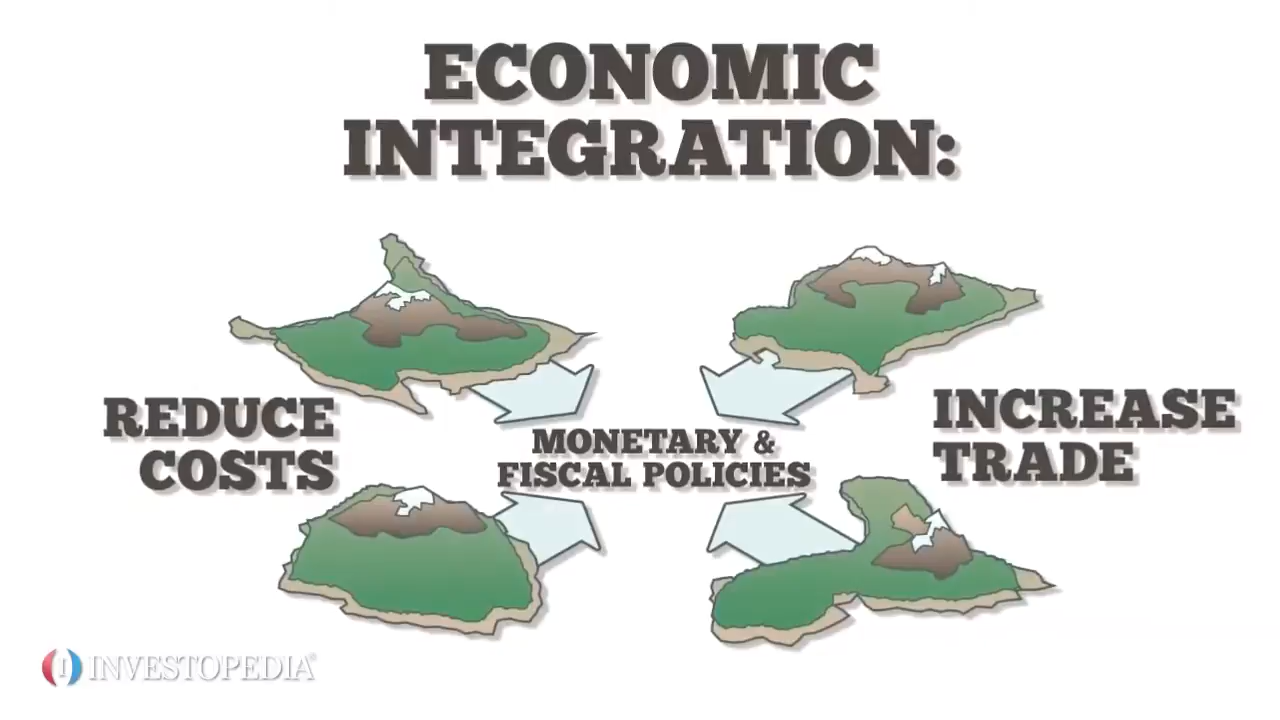 ECONOMIC
INTEGRATION:
REDUCE
COSTS
MONETARY &
FISCAL POLICIES
INCREASE
TRADE
INVESTOPEDIA®